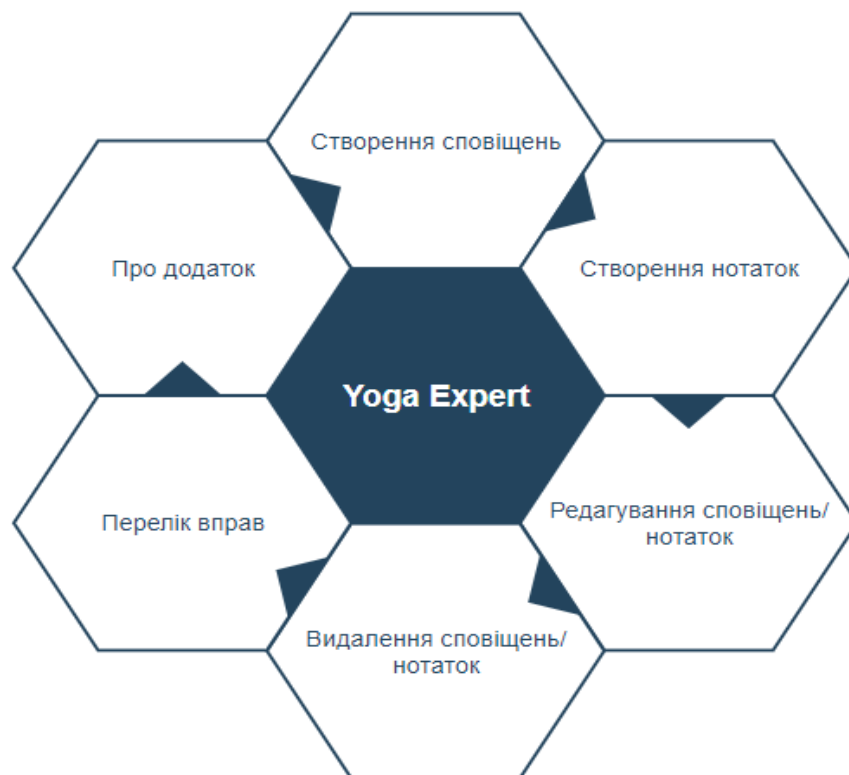 Створення сповіщень
Про додаток
Створення нотаток
Yoga Expert
Перелік вправ
Редагування сповіщень/
нотаток
Видалення сповіщень/
нотаток